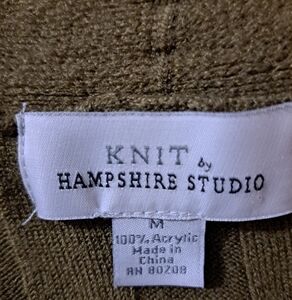 KNIT by
HAMPSHIRE STUDIO
M
100% Acrylic
Made in
China
RN 80208